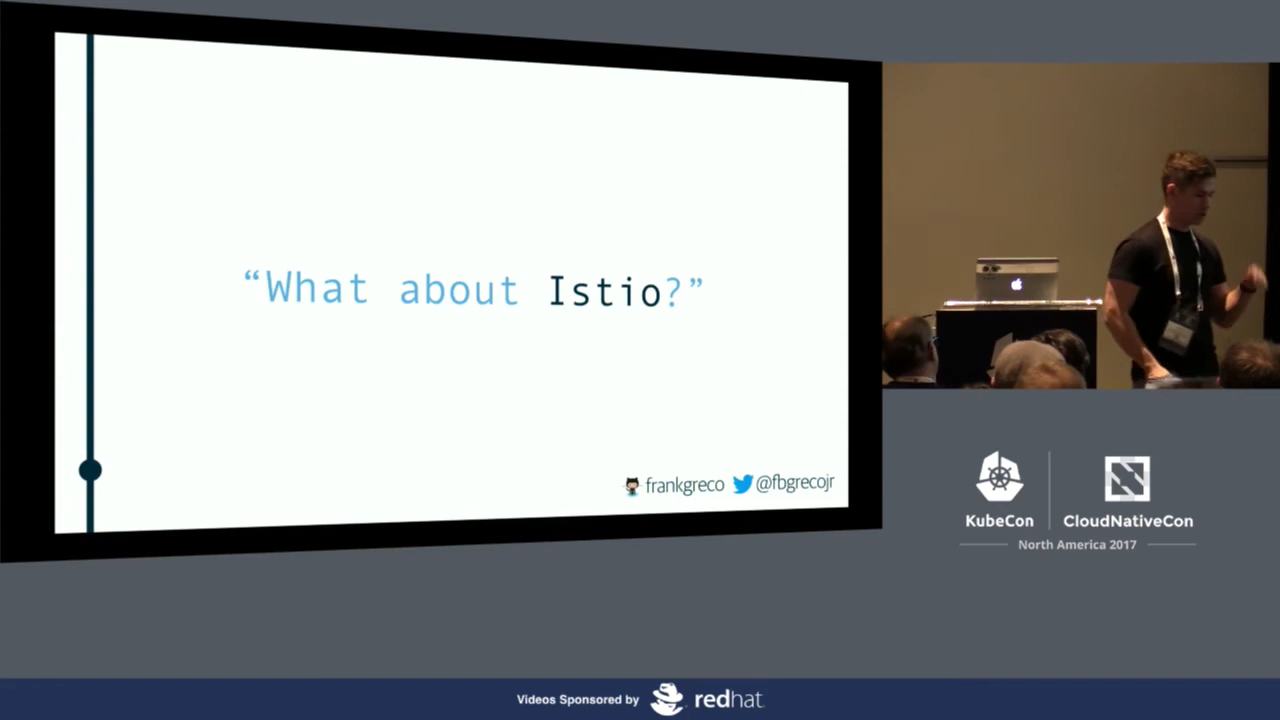 “What about Istio?”
frankgreco @fbgrecojr
KubeCon
CloudNativeCon
North America 2017
Videos Sponsored by redhat